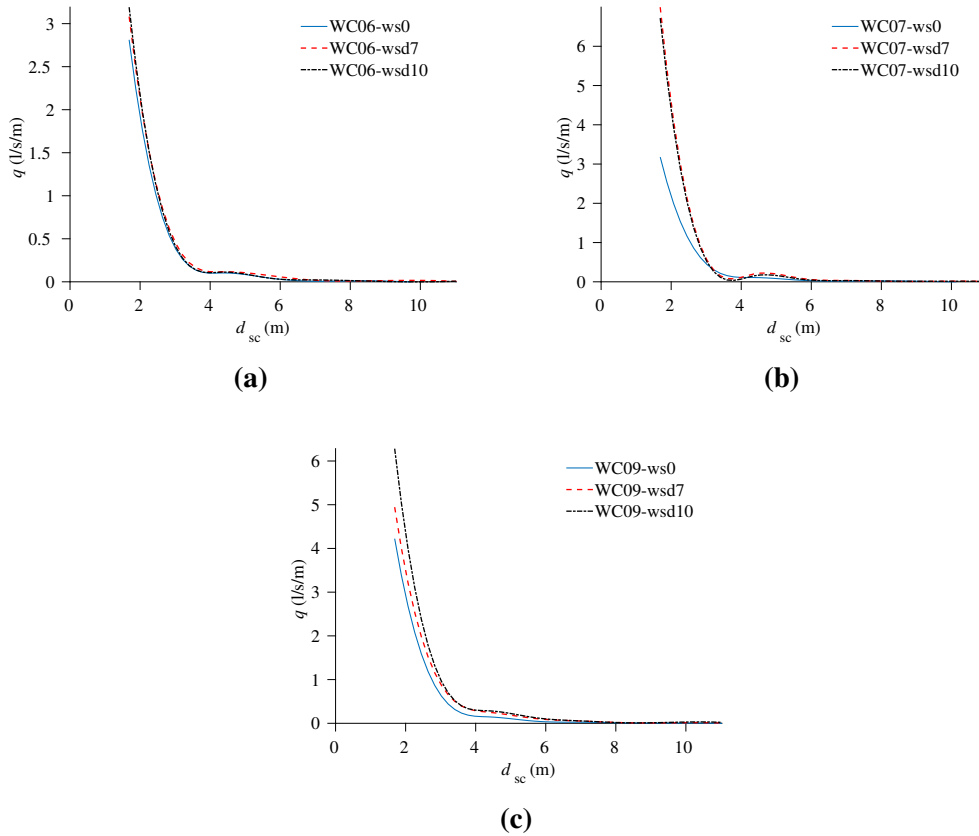 3
2.5
2
1.5
1
0.5
0
q (l/s/m)
0 2 4 6 8 10
d sc (m)
WC06-ws0
WC06-wsd7
WC06-wsd10
(a)
6
5
4
3
2
1
0
q (l/s/m)
0 2 4 6 8 10
d sc (m)
WC07-ws0
WC07-wsd7
WC07-wsd10
(b)
6
5
4
3
2
1
0
q (l/s/m)
0 2 4 6 8 10
d sc (m)
WC09-ws0
WC09-wsd7
WC09-wsd10
(c)